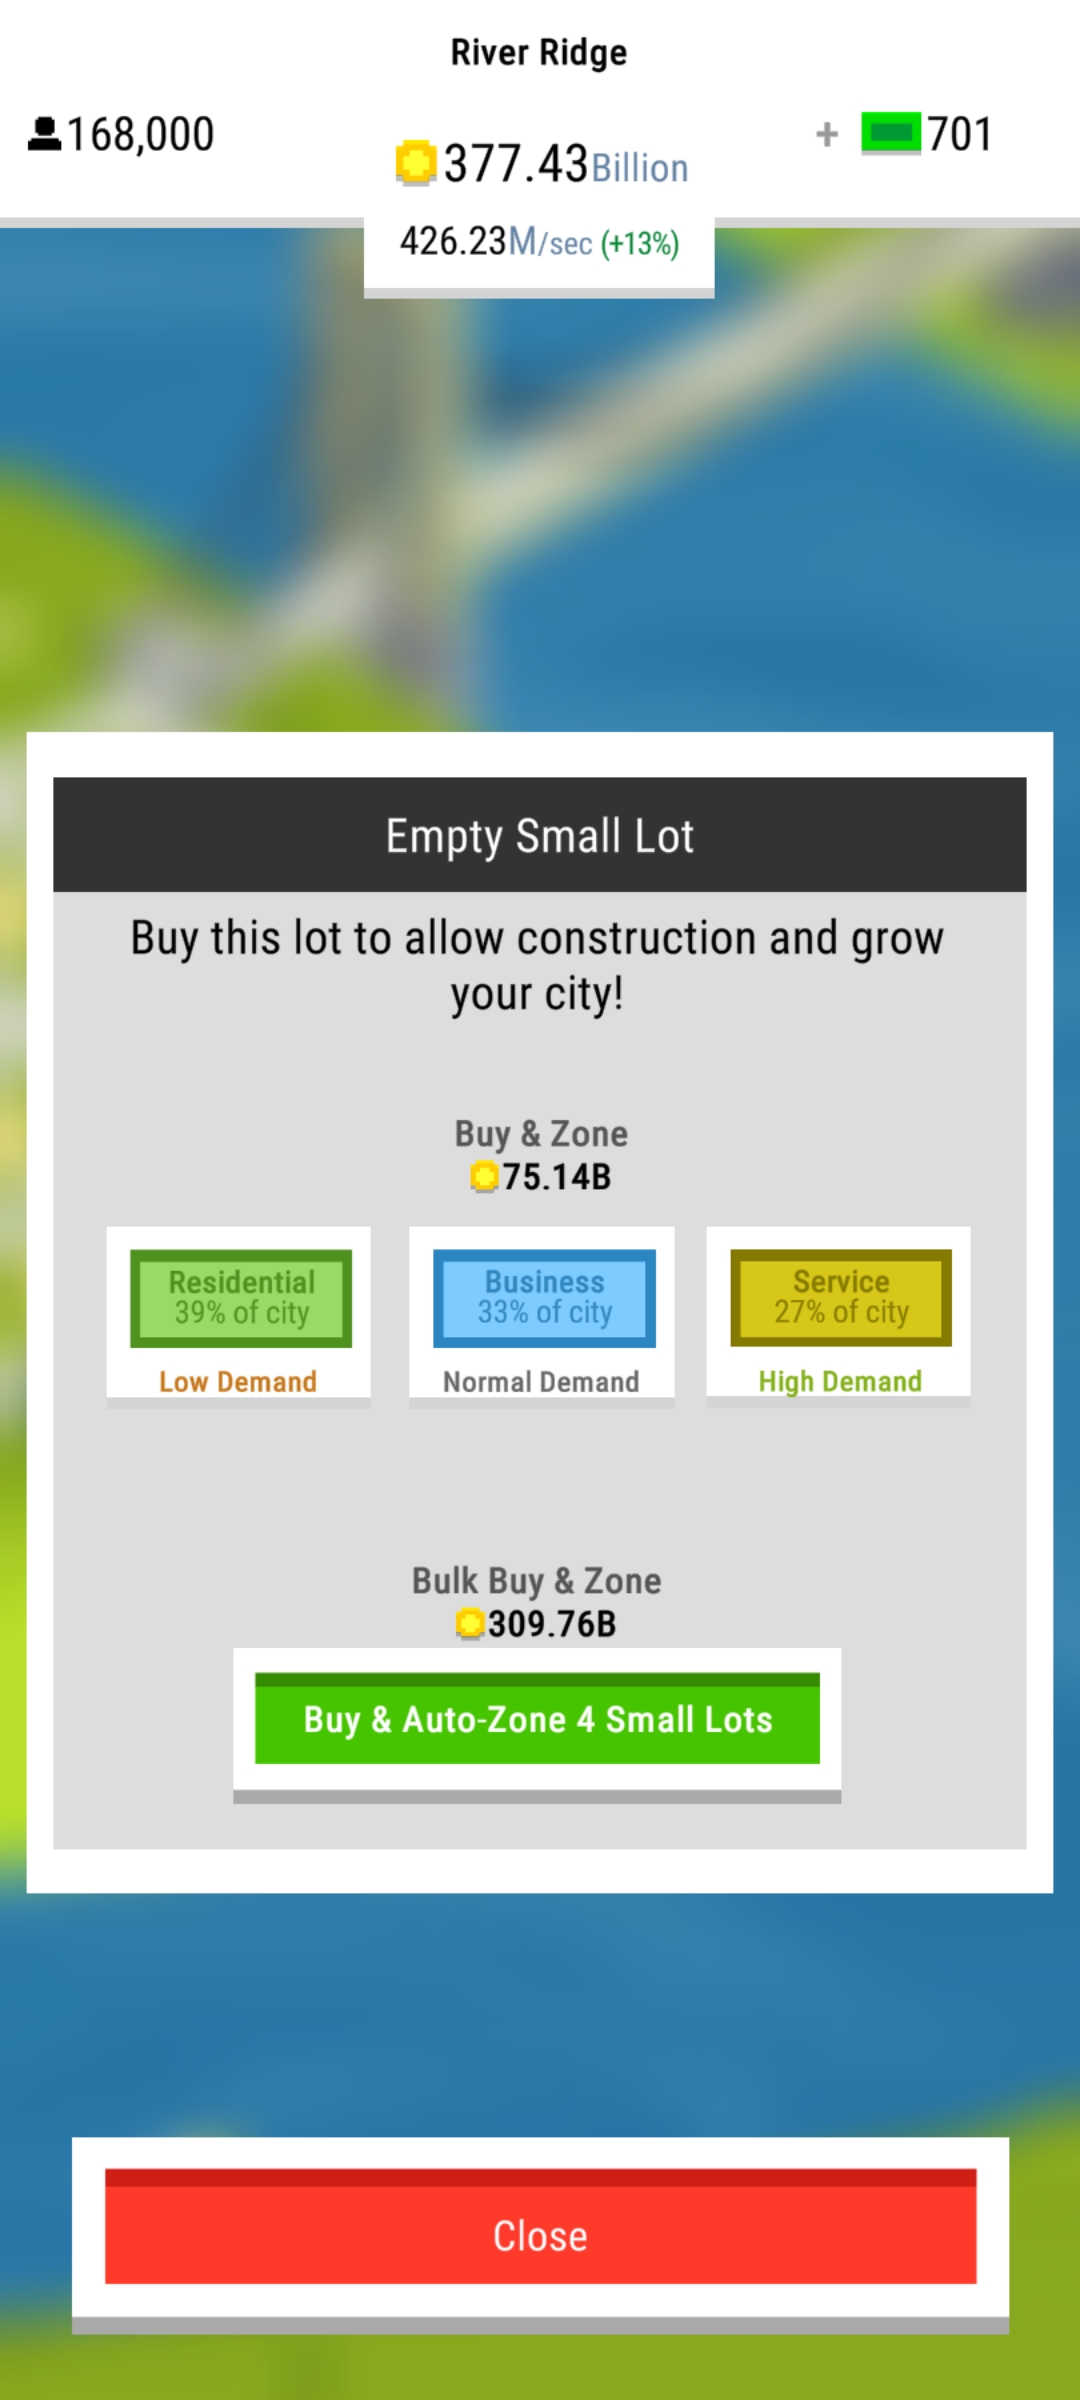 River Ridge
168,000
377.43Billion
+ 701
426.23M/sec (+13%)
Empty Small Lot
Buy this lot to allow construction and grow
your city!
Buy & Zone
75.14B
Residential
39% of city
Low Demand
Business
33% of city
Normal Demand
Service
27% of city
High Demand
Bulk Buy & Zone
309.76B
Buy & Auto-Zone 4 Small Lots
Close